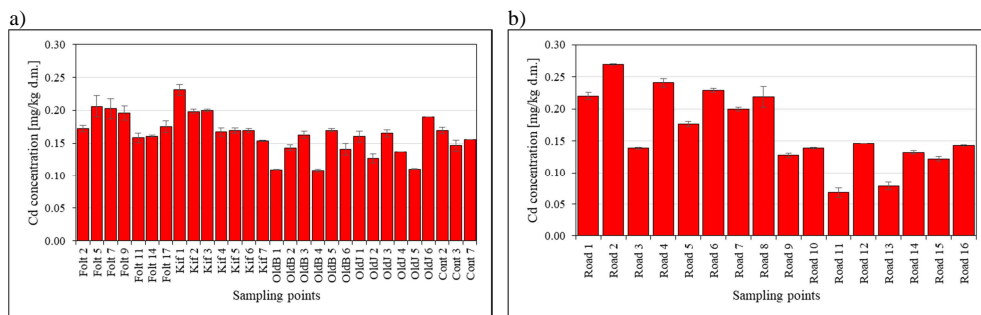 a)
Cd concentration [mg/kg d.m.]
0.30
0.25
0.20
0.15
0.10
0.05
0.00
Folt 2
Folt 5
Folt 7
Folt 9
Folt 11
Folt 14
Folt 17
Kif 1
Kif 2
Kif 3
Kif 4
Kif 5
Kif 6
Kif 7
OldB 1
OldB 2
OldB 3
OldB 4
OldB 5
OldB 6
OldJ 1
OldJ 2
OldJ 3
OldJ 4
OldJ 5
OldJ 6
Cont 2
Cont 3
Cont 7
Sampling points
b)
Cd concentration [mg/kg d.m.]
0.30
0.25
0.20
0.15
0.10
0.05
0.00
Road 1
Road 2
Road 3
Road 4
Road 5
Road 6
Road 7
Road 8
Road 9
Road 10
Road 11
Road 12
Road 13
Road 14
Road 15
Road 16
Sampling points